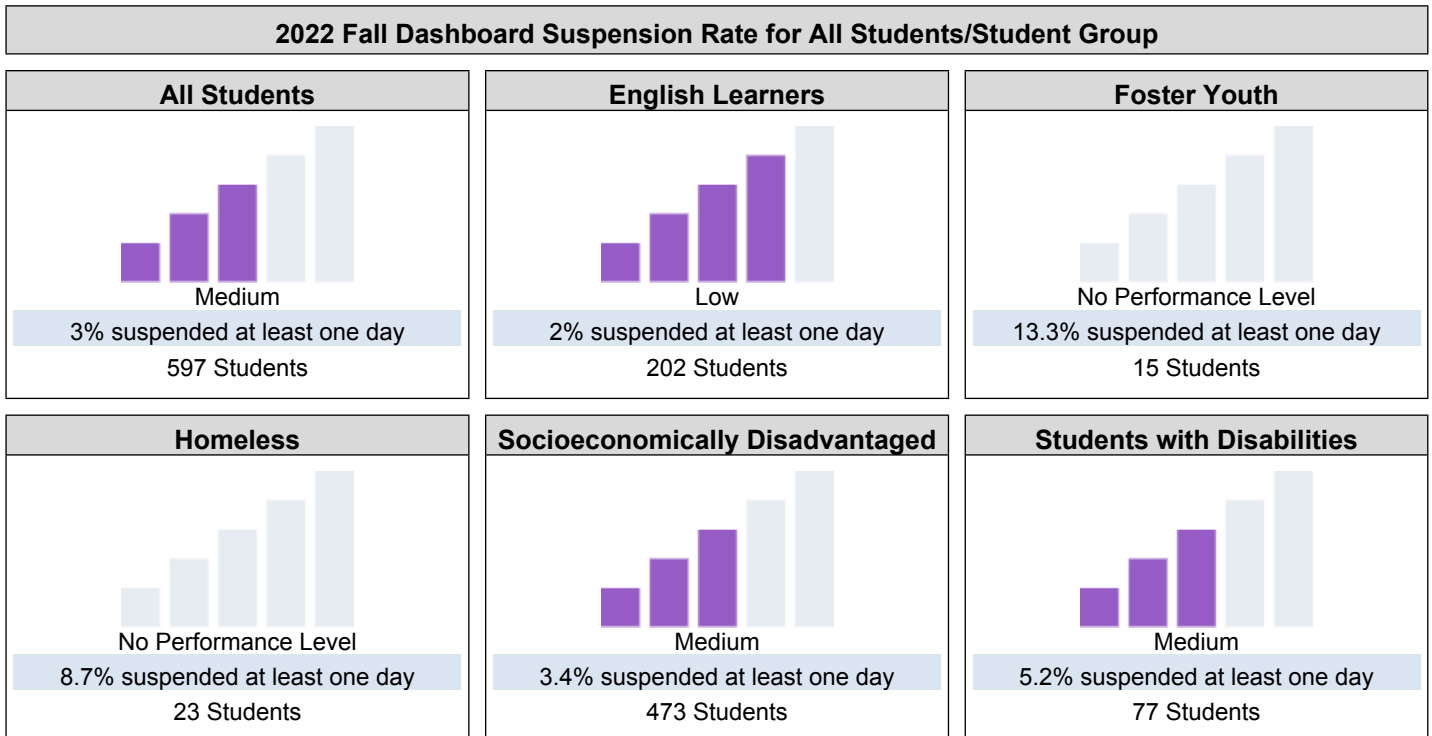 2022 Fall Dashboard Suspension Rate for All Students/Student Group
All Students
Medium
3% suspended at least one day
597 Students
English Learners
Low
2% suspended at least one day
202 Students
Foster Youth
No Performance Level
13.3% suspended at least one day
15 Students
Homeless
No Performance Level
8.7% suspended at least one day
23 Students
Socioeconomically Disadvantaged
Medium
3.4% suspended at least one day
473 Students
Students with Disabilities
Medium
5.2% suspended at least one day
77 Students